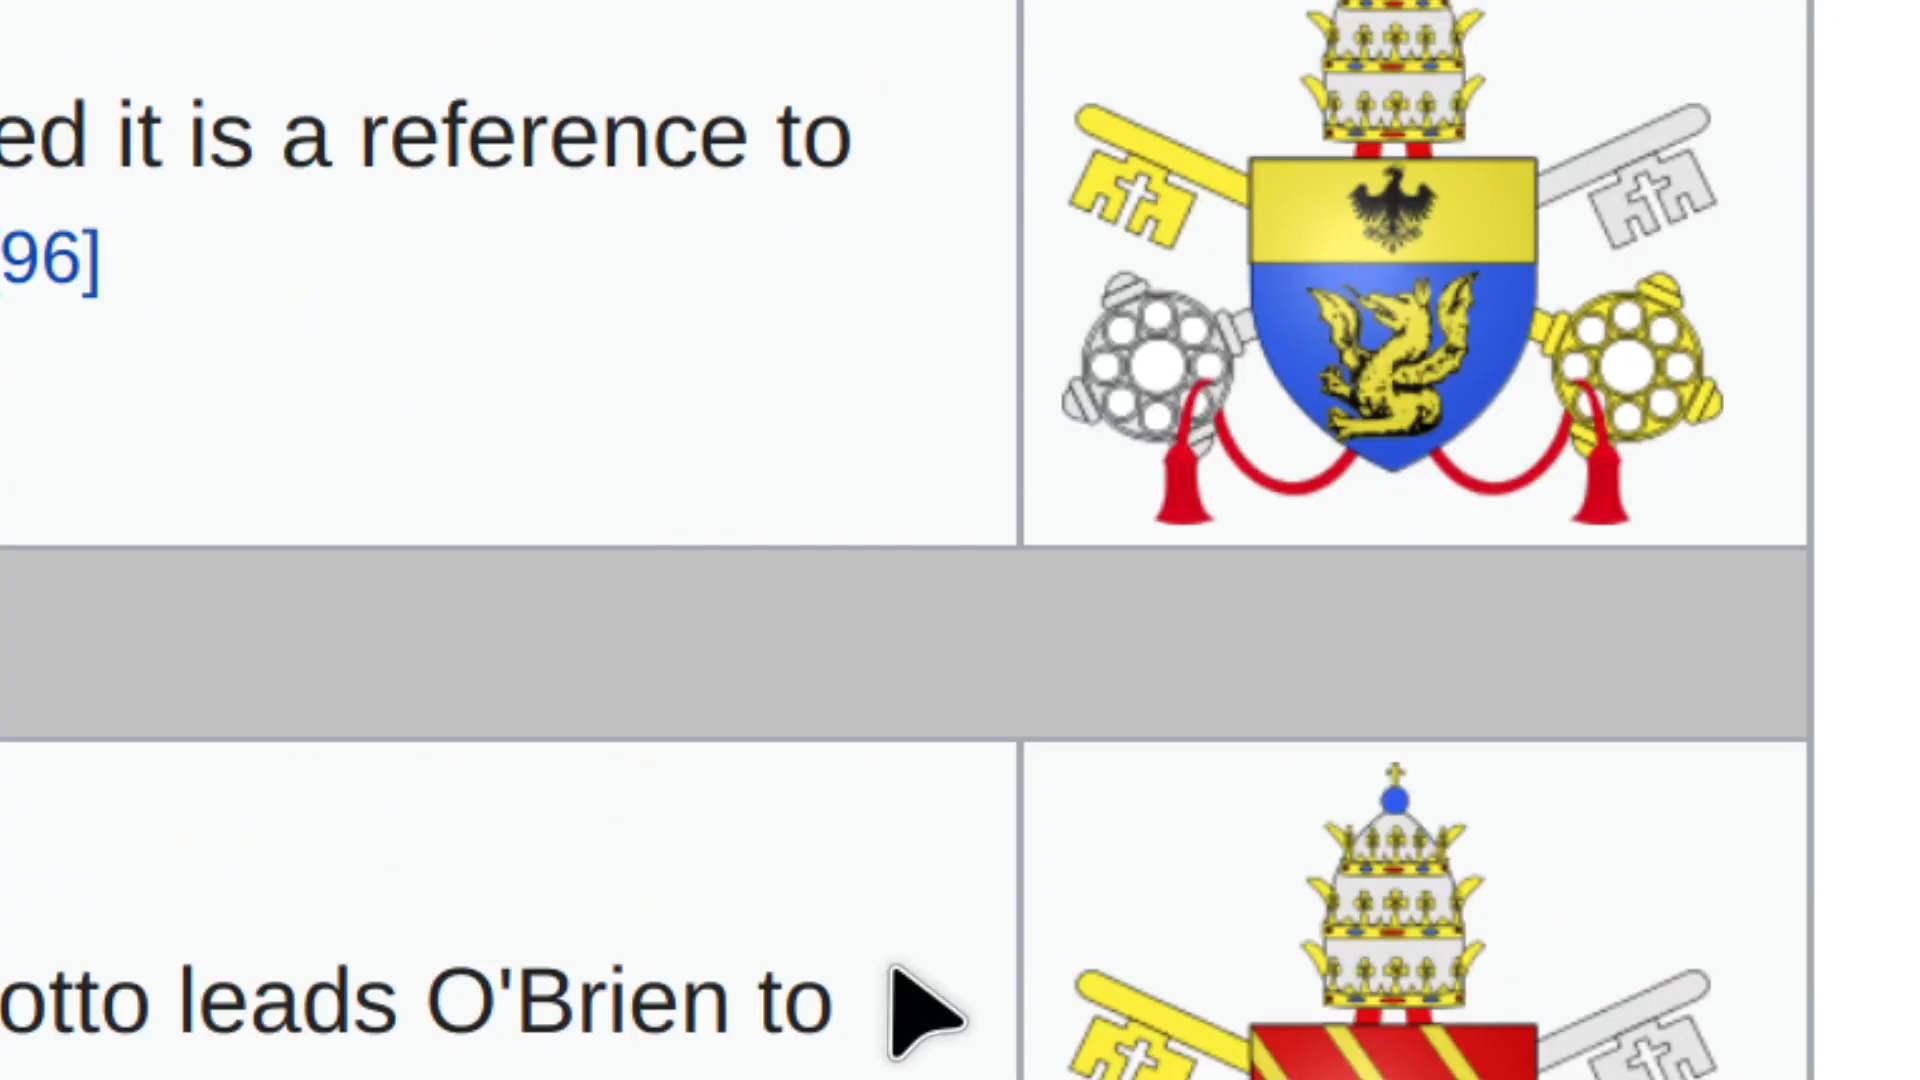 ed it is a reference to
96]
otto leads O'Brien to